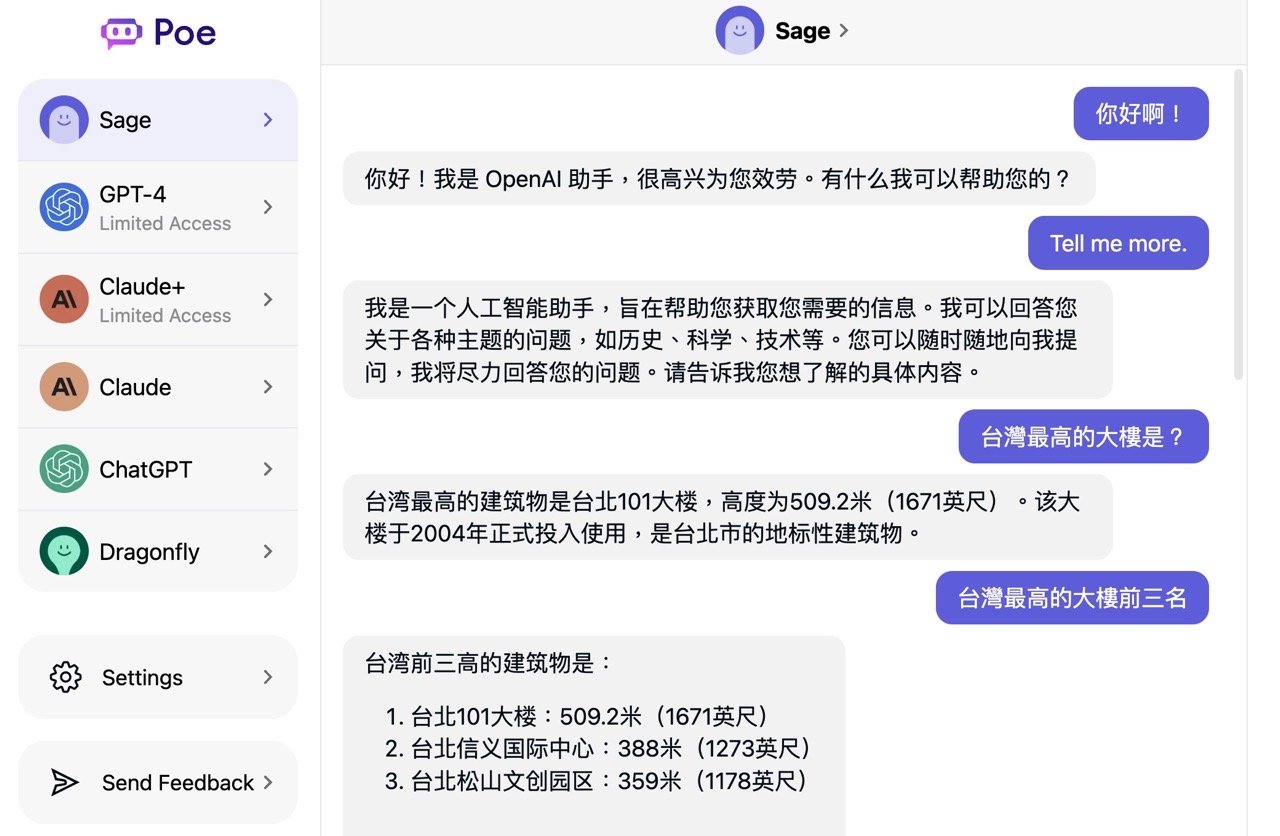 Poe
Sage
GPT-4
Limited Access
Claude+
Limited Access
Claude
ChatGPT
Dragonfly
Settings
Send Feedback
Sage
你好啊！
你好！我是 OpenAI 助手，很高兴为您效劳。有什么我可以帮助您的？
Tell me more.
我是一个人工智能助手，旨在帮助您获取您需要的信息。我可以回答您
关于各种主题的问题，如历史、科学、技术等。您可以随时随地向我提
问，我将尽力回答您的问题。请告诉我您想了解的具体内容。
台灣最高的大樓是？
台湾最高的建筑物是台北101大楼，高度为509.2米（1671英尺）。该大
楼于2004年正式投入使用，是台北市的地标性建筑物。
台灣最高的大樓前三名
台湾前三高的建筑物是：
1. 台北101大楼：509.2米（1671英尺）
2. 台北信义国际中心：388米（1273英尺）
3. 台北松山文创园区：359米（1178英尺）